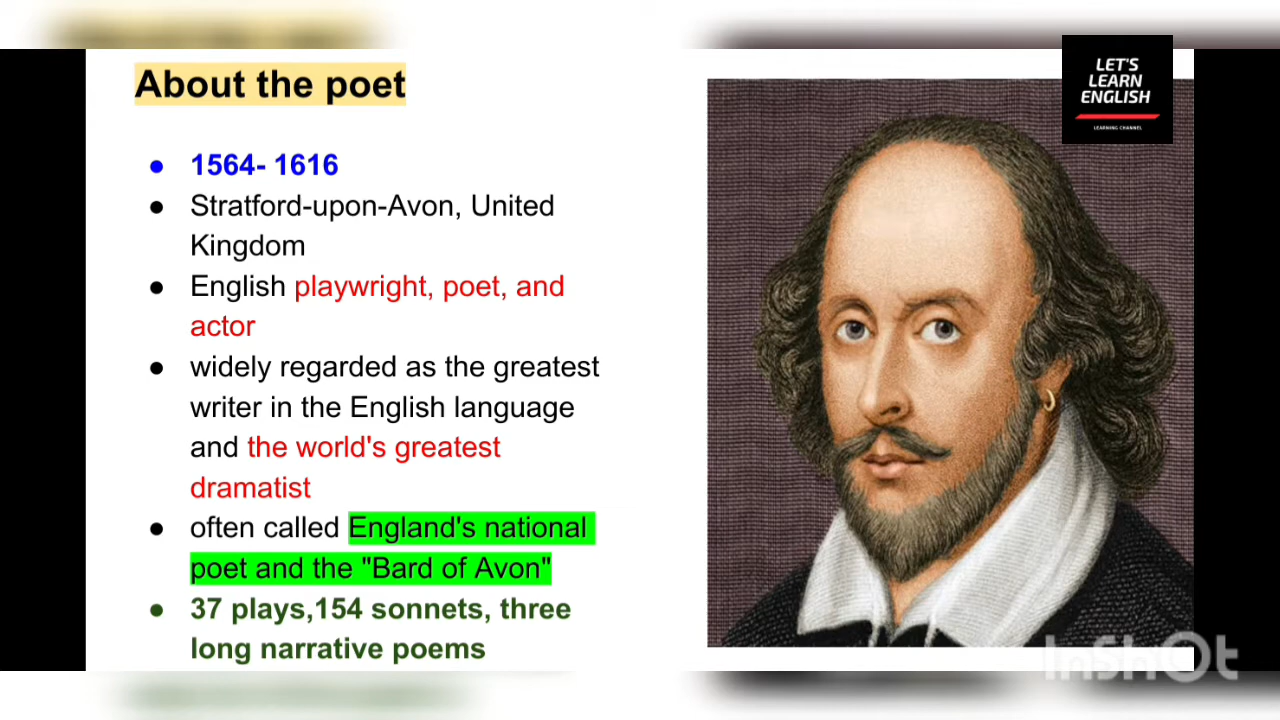 About the poet
● 1564- 1616
● Stratford-upon-Avon, United
Kingdom
● English playwright, poet, and
actor
● widely regarded as the greatest
writer in the English language
and the world's greatest
dramatist
● often called England's national
poet and the "Bard of Avon"
● 37 plays,154 sonnets, three
long narrative poems
LET'S
LEARN
ENGLISH
LEARNING CHANNEL
InShOt